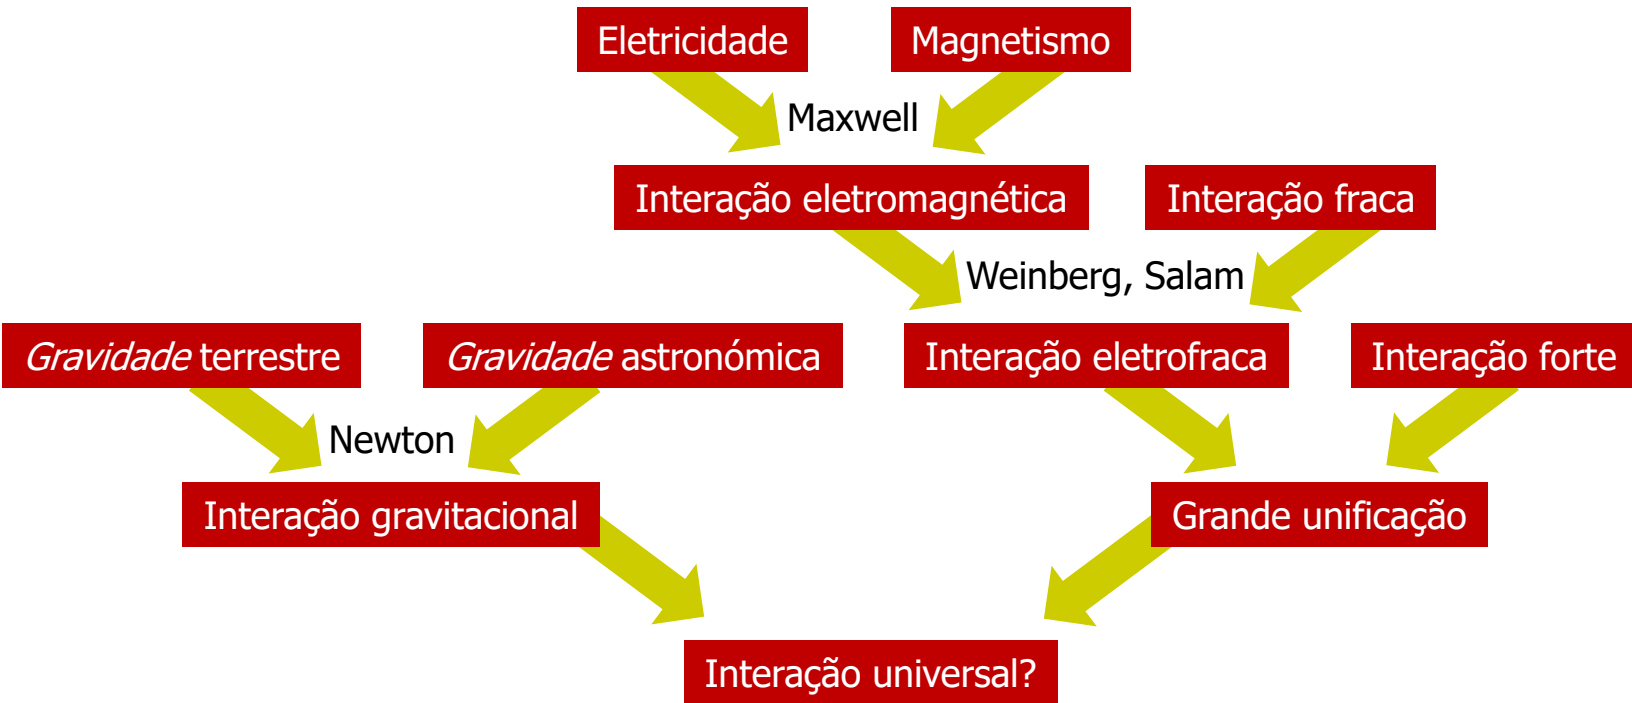 Eletricidade
Magnetismo
Maxwell
Interação eletromagnética
Interação fraca
Weinberg, Salam
Gravidade terrestre
Gravidade astronómica
Interação eletrofraca
Interação forte
Newton
Interação gravitacional
Grande unificação
Interação universal?